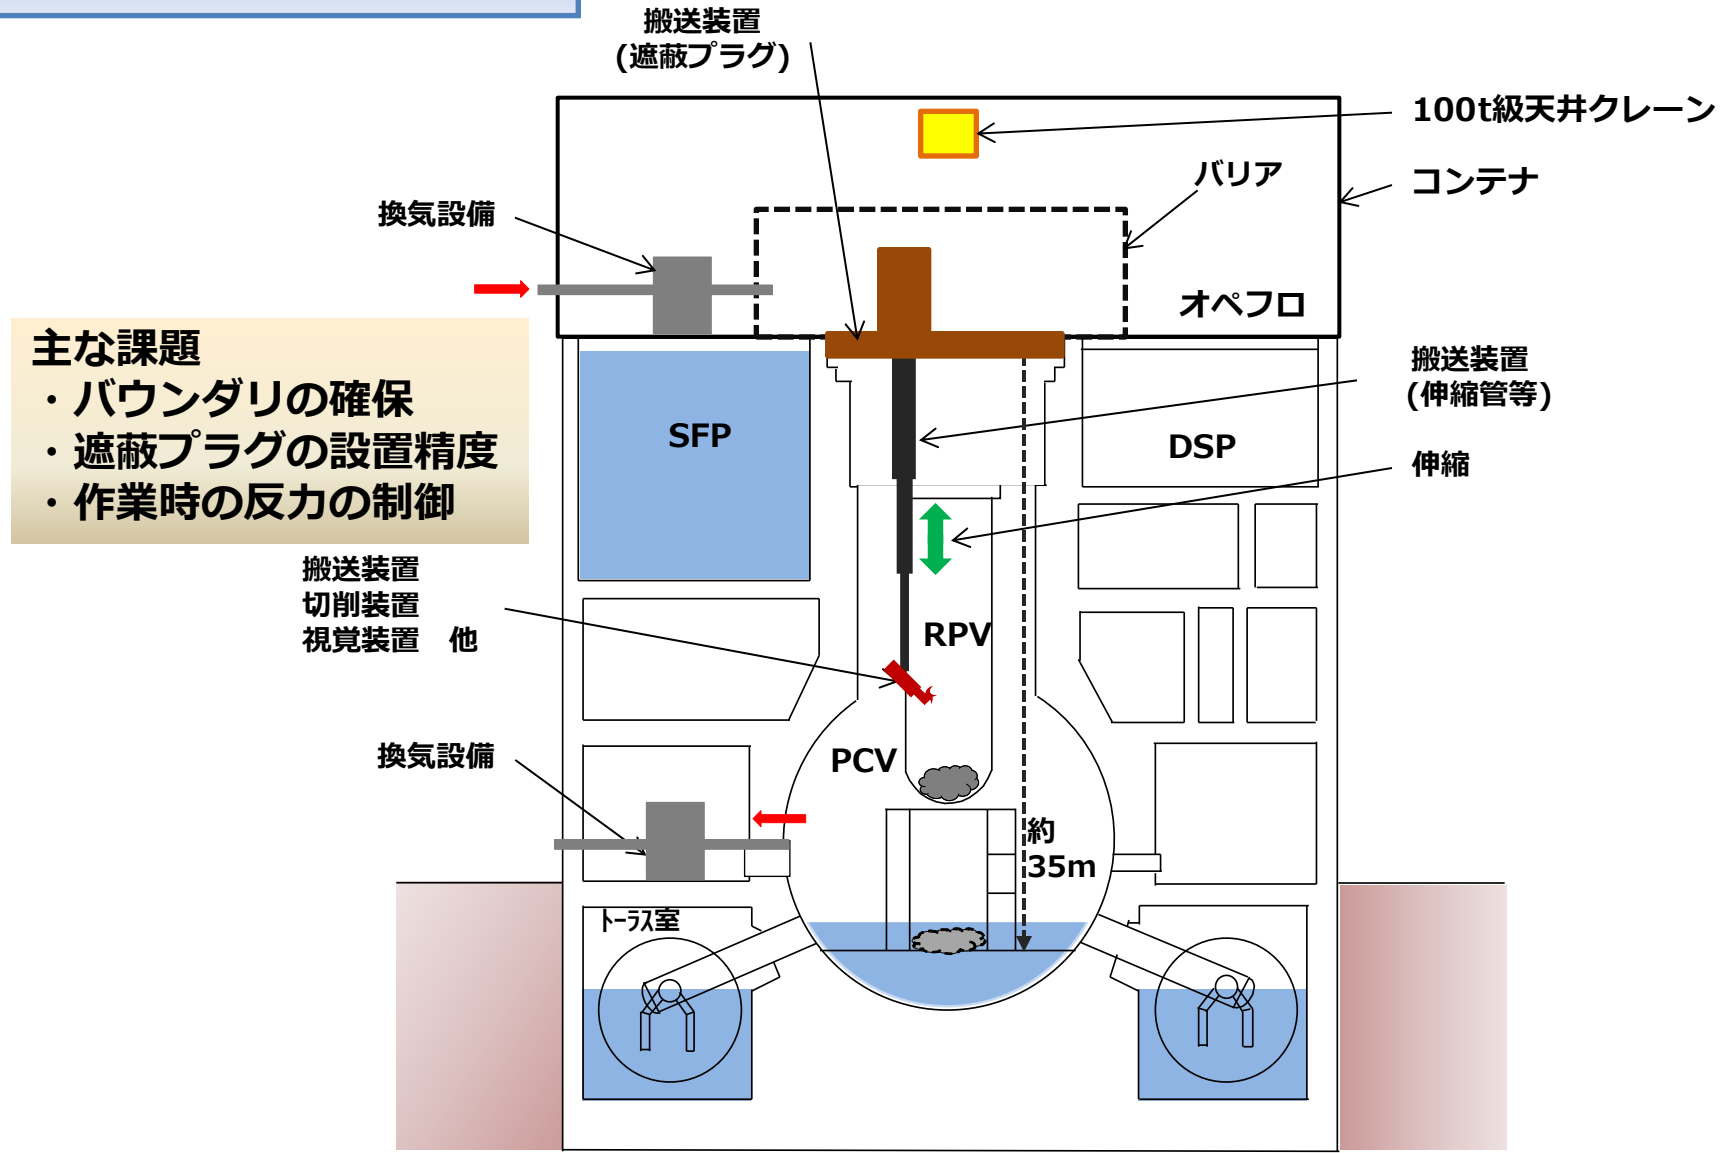 搬送装置
(遮蔽プラグ)
100t級天井クレーン
バリア
コンテナ
換気設備
オペフロ
主な課題
・バウンダリの確保
・遮蔽プラグの設置精度
・作業時の反力の制御
搬送装置
(伸縮管等)
SFP
DSP
伸縮
搬送装置
切削装置
視覚装置　他
RPV
換気設備
PCV
約
35m
ﾄｰﾗｽ室